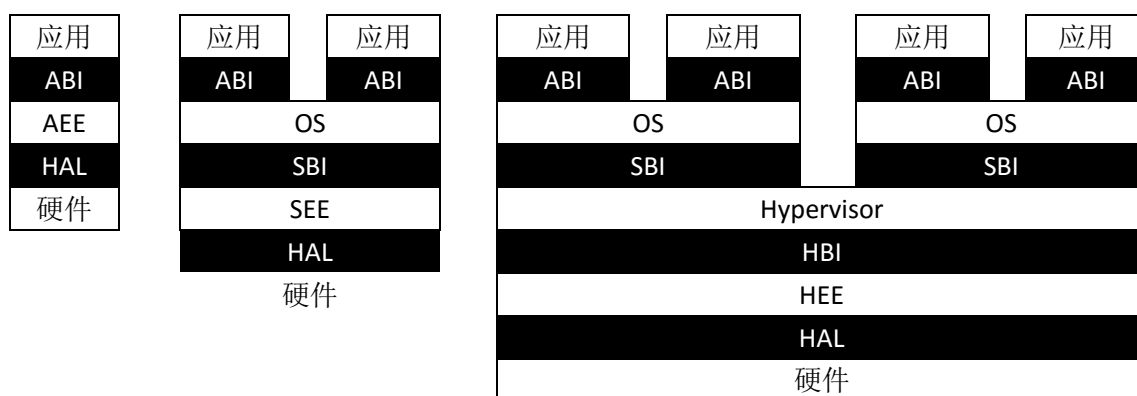 应用 应用 应用 应用 应用 应用 应用
ABI ABI ABI ABI ABI ABI ABI
AEE OS OS OS
HAL SBI SBI SBI
硬件 SEE Hypervisor
HAL HBI
硬件 HEE
HAL
硬件